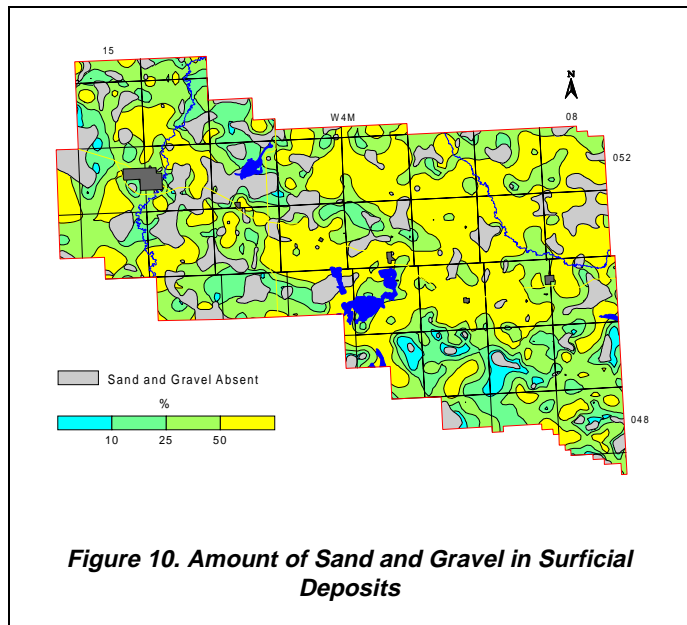 15
N
W4M
08
052
Sand and Gravel Absent
%
10 25 50
048
Figure 10. Amount of Sand and Gravel in Surficial
Deposits